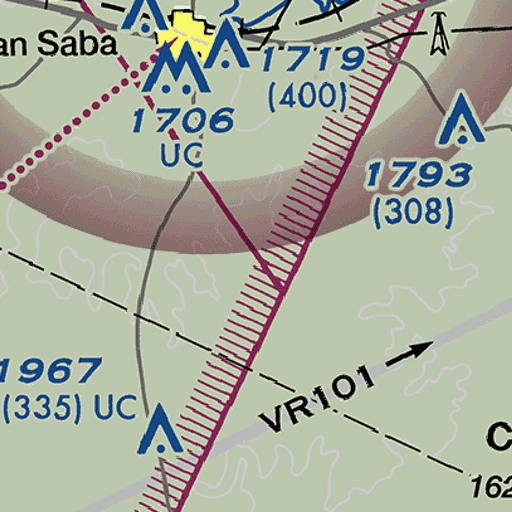 an Saba
1719
(400)
1706
UC
1793
(308)
1967
(335) UC
VR101
C
162